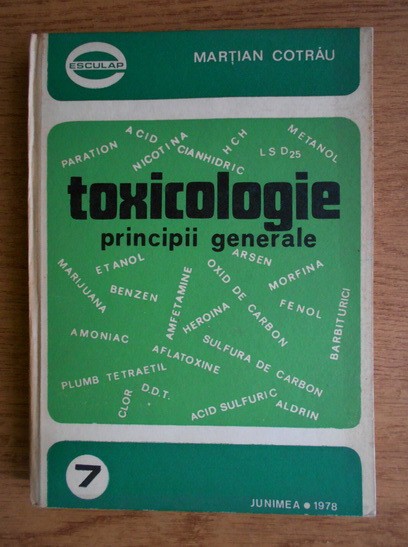 ESCULAP
MARȚIAN COTRĂU
PARATION
ACID
NICOTINA
CIANHIDRIC
HCH
METANOL
LSD25
toxicologie
principii generale
ETANOL
ARSEN
MARIJUANA
BENZEN
AMFETAMINE
OXID DE CARBON
MORFINA
FENOL
HEROINA
BARBITURICI
AMONIAC
AFLATOXINE
SULFURA DE CARBON
PLUMB TETRAETIL
CLOR
D.D.T.
ACID SULFURIC
ALDRIN
7
JUNIMEA • 1978